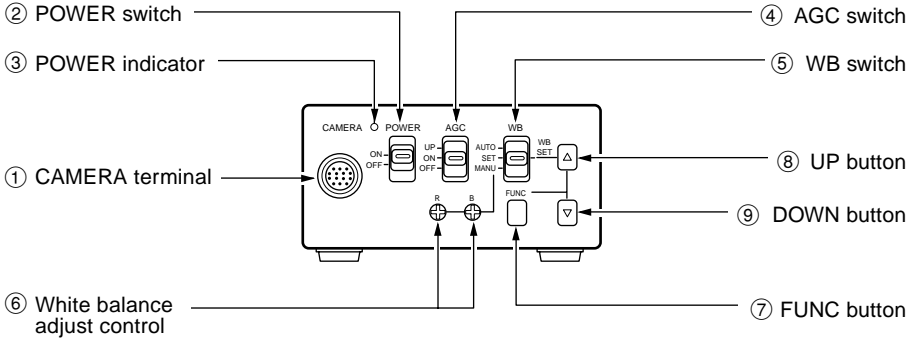 ② POWER switch
④ AGC switch
③ POWER indicator
⑤ WB switch
CAMERA POWER AGC WB
UP AUTO WB
ON ON SET SET
OFF OFF MANU
① CAMERA terminal
⑧ UP button
R B FUNC
⑨ DOWN button
⑥ White balance
adjust control
⑦ FUNC button